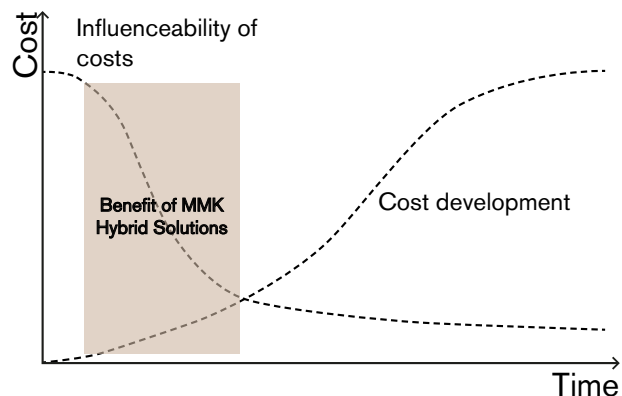 Cost
Influenceability of
costs
Benefit of MMK
Hybrid Solutions
Cost development
Time